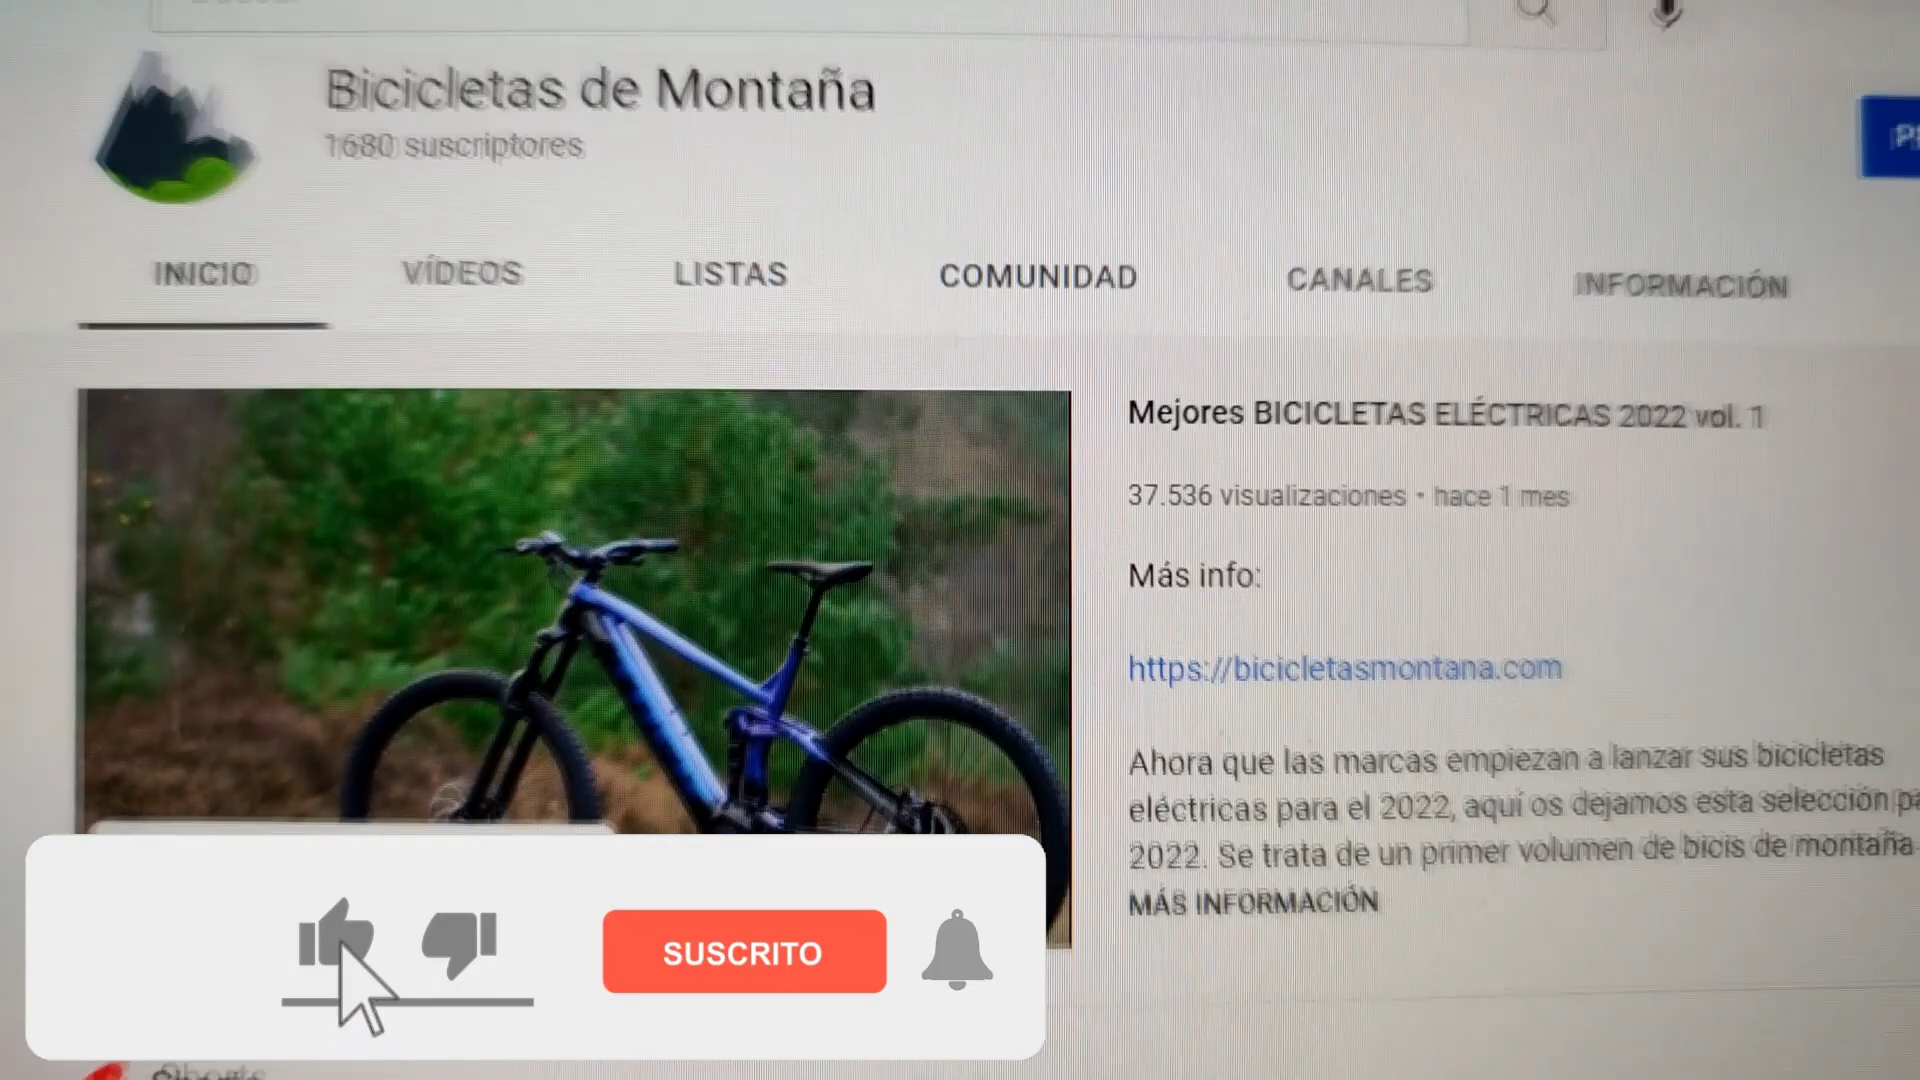 Bicicletas de Montaña
1680 suscriptores
INICIO VÍDEOS LISTAS COMUNIDAD CANALES INFORMACIÓN
Mejores BICICLETAS ELÉCTRICAS 2022 vol. 1
37.536 visualizaciones • hace 1 mes
Más info:
https://bicicletasmontana.com
Ahora que las marcas empiezan a lanzar sus bicicletas
eléctricas para el 2022, aquí os dejamos esta selección
2022. Se trata de un primer volumen de bicis de montaña
MÁS INFORMACIÓN
SUSCRITO
Shorts